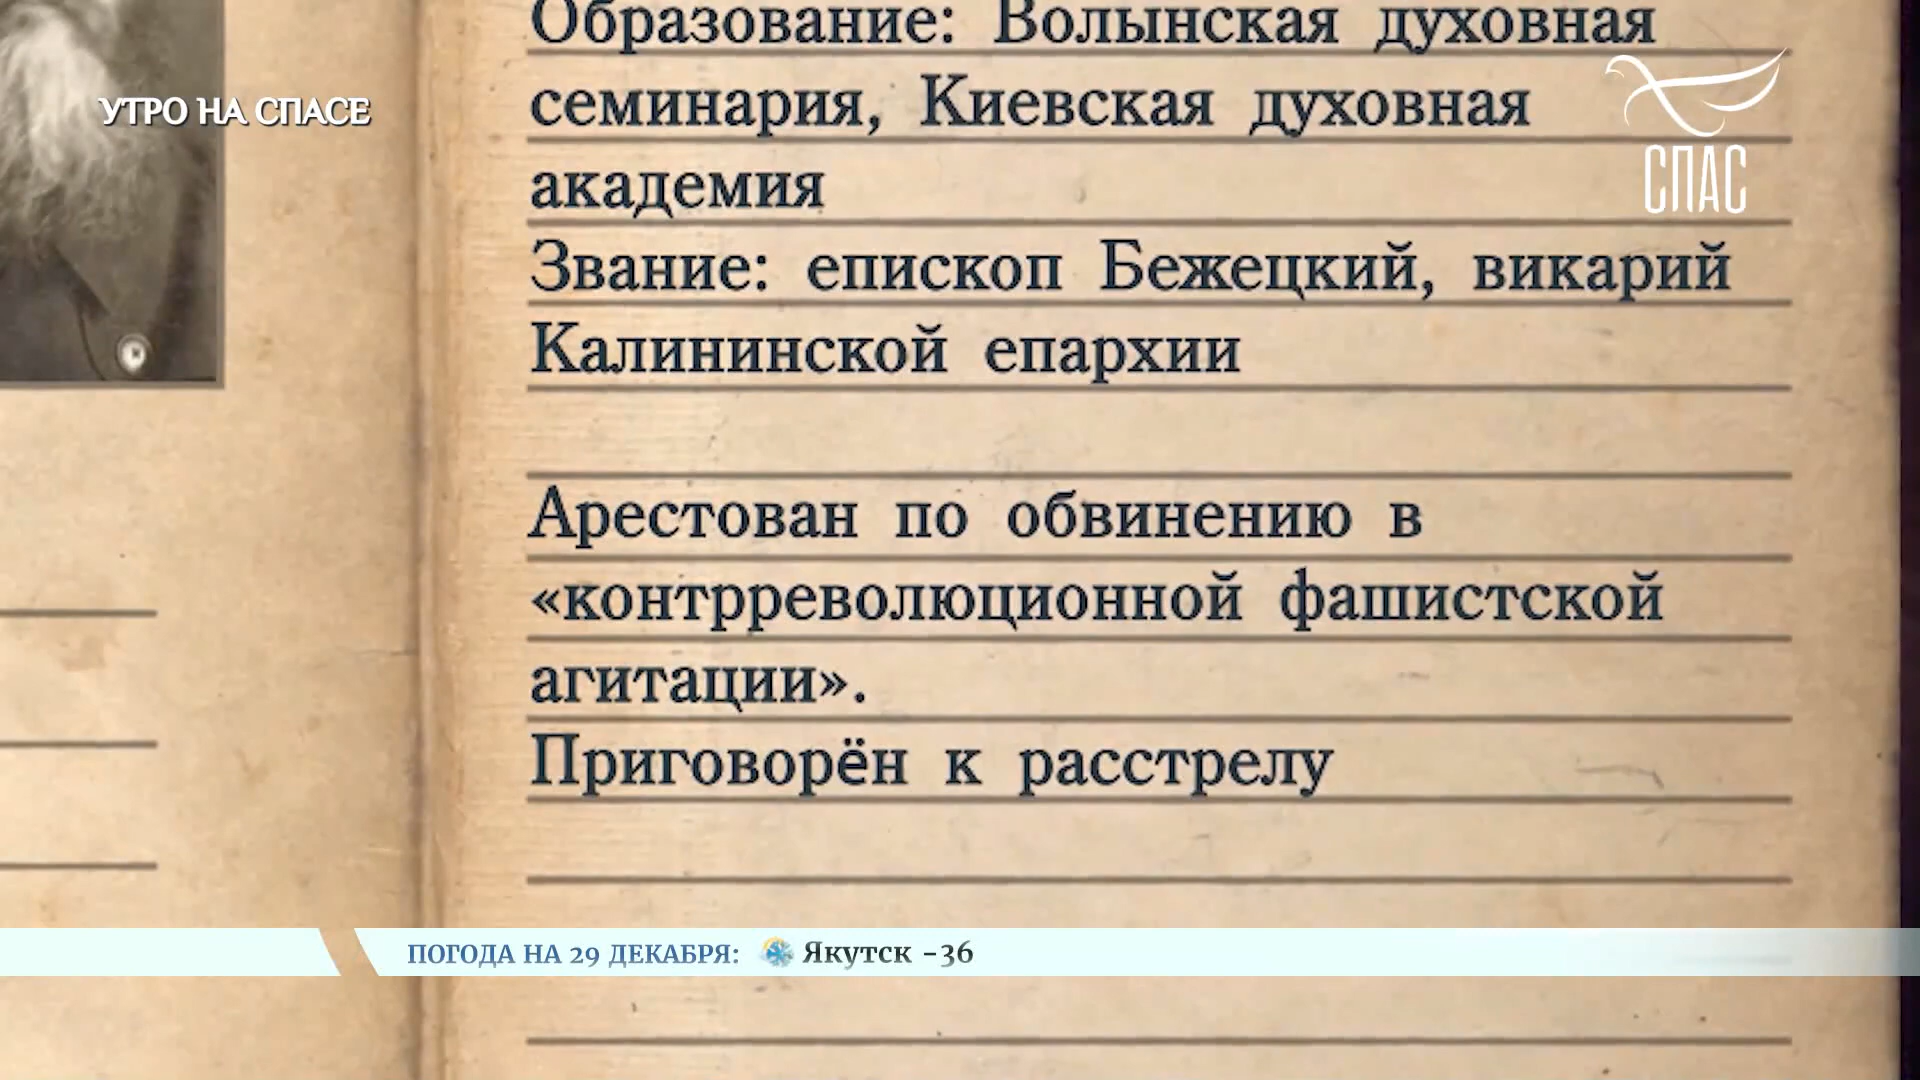 Образование: Волынская духовная
семинария, Киевская духовная
академия
Звание: епископ Бежецкий, викарий
Калининской епархии
Арестован по обвинению в
«контрреволюционной фашистской
агитации».
Приговорён к расстрелу
УТРО НА СПАСЕ
СПАС
ПОГОДА НА 29 ДЕКАБРЯ: Якутск -36